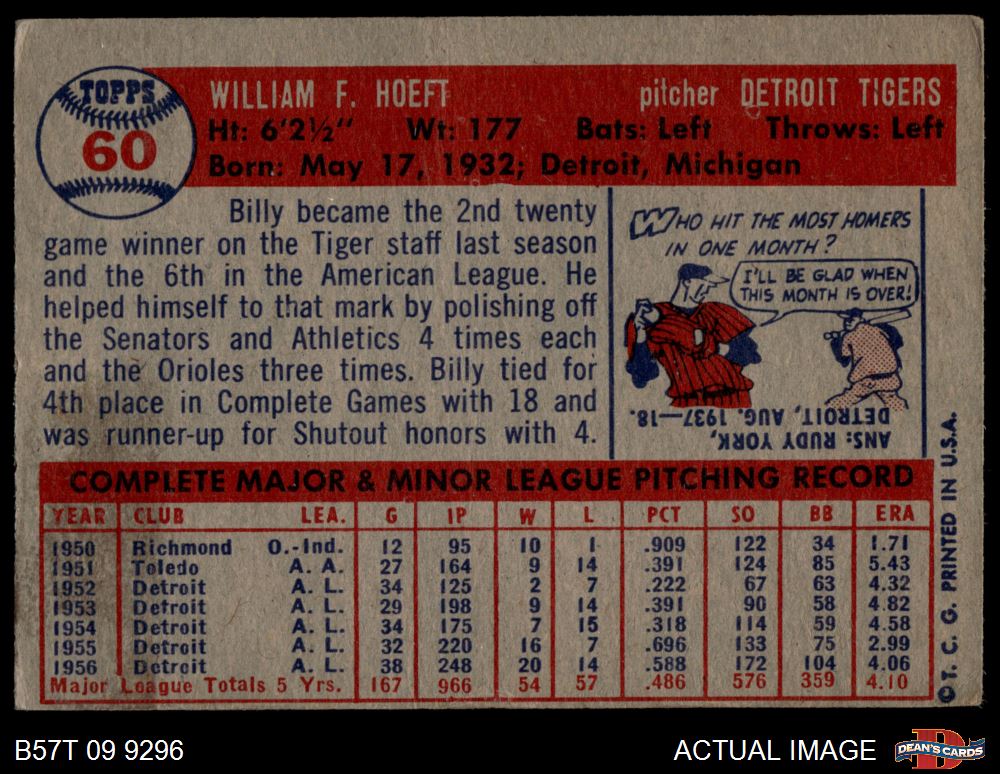 TOPPS
60
WILLIAM F. HOEFT pitcher DETROIT TIGERS
Ht: 6'2½" Wt: 177 Bats: Left Throws: Left
Born: May 17, 1932; Detroit, Michigan
Billy became the 2nd twenty
game winner on the Tiger staff last season
and the 6th in the American League. He
helped himself to that mark by polishing off
the Senators and Athletics 4 times each
and the Orioles three times. Billy tied for
4th place in Complete Games with 18 and
was runner-up for Shutout honors with 4.
WHO HIT THE MOST HOMERS
IN ONE MONTH?
I'LL BE GLAD WHEN
THIS MONTH IS OVER!
D
ANS: RUDY YORK,
DETROIT, AUG. 1937—18.
COMPLETE MAJOR & MINOR LEAGUE PITCHING RECORD
YEAR CLUB LEA. G IP W L PCT SO BB ERA
1950 Richmond O.-Ind. 12 95 10 1 .909 122 34 1.71
1951 Toledo A. A. 27 164 9 14 .391 124 85 5.43
1952 Detroit A. L. 34 125 2 7 .222 67 63 4.32
1953 Detroit A. L. 29 198 9 14 .391 90 58 4.82
1954 Detroit A. L. 34 175 7 15 .318 114 59 4.58
1955 Detroit A. L. 32 220 16 7 .696 133 75 2.99
1956 Detroit A. L. 38 248 20 14 .588 172 104 4.06
Major League Totals 5 Yrs. 167 966 54 57 .486 576 359 4.10
© T. C. G. PRINTED IN U.S.A.
B57T 09 9296 ACTUAL IMAGE
D
DEAN'S CARDS